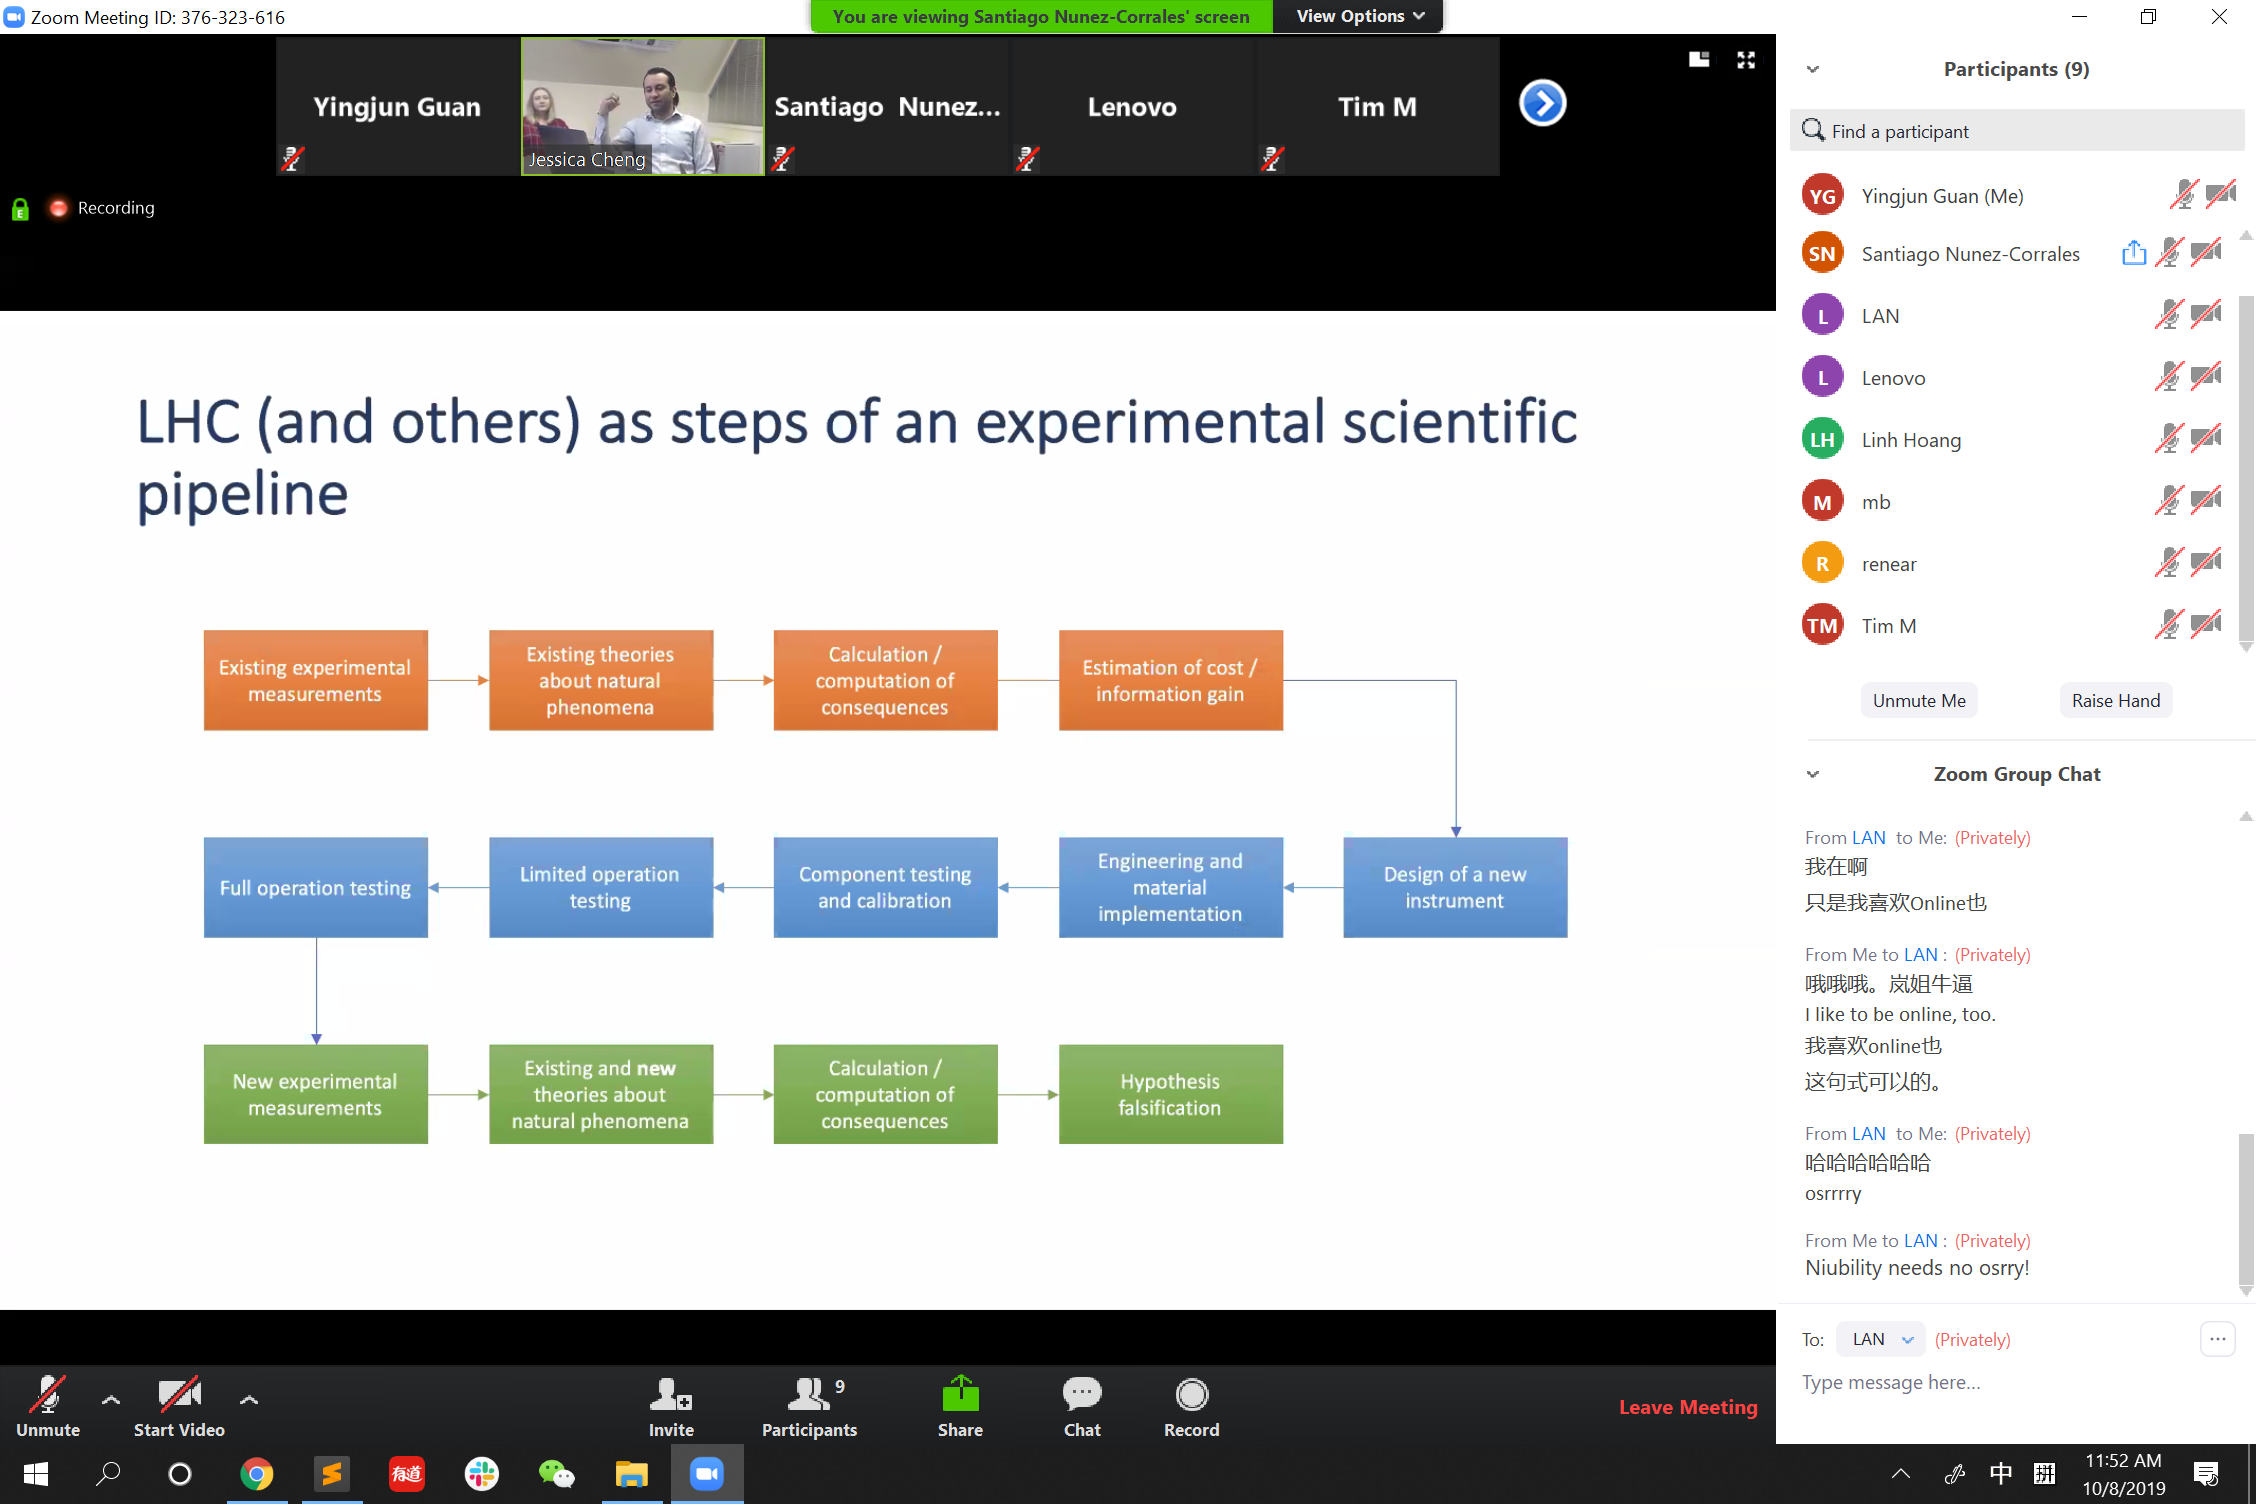 Zoom Meeting ID: 376-323-616
You are viewing Santiago Nunez-Corrales' screen
View Options
Yingjun Guan
Jessica Cheng
Santiago Nunez...
Lenovo
Tim M
Recording
LHC (and others) as steps of an experimental scientific
pipeline
Existing experimental
measurements
Existing theories
about natural
phenomena
Calculation /
computation of
consequences
Estimation of cost /
information gain
Full operation testing
Limited operation
testing
Component testing
and calibration
Engineering and
material
implementation
Design of a new
instrument
New experimental
measurements
Existing and new
theories about
natural phenomena
Calculation /
computation of
consequences
Hypothesis
falsification
Participants (9)
Find a participant
YG Yingjun Guan (Me)
SN Santiago Nunez-Corrales
L LAN
L Lenovo
LH Linh Hoang
M mb
R renear
TM Tim M
Unmute Me
Raise Hand
Zoom Group Chat
From LAN to Me: (Privately)
我在啊
只是我喜欢Online也
From Me to LAN : (Privately)
哦哦哦。岚姐牛逼
I like to be online, too.
我喜欢online也
这句式可以的。
From LAN to Me: (Privately)
哈哈哈哈哈哈
osrrrry
From Me to LAN : (Privately)
Niubility needs no osrry!
To: LAN (Privately)
...
Type message here...
Unmute
Start Video
Invite
9
Participants
Share
Chat
Record
Leave Meeting
有道
中
拼
11:52 AM
10/8/2019